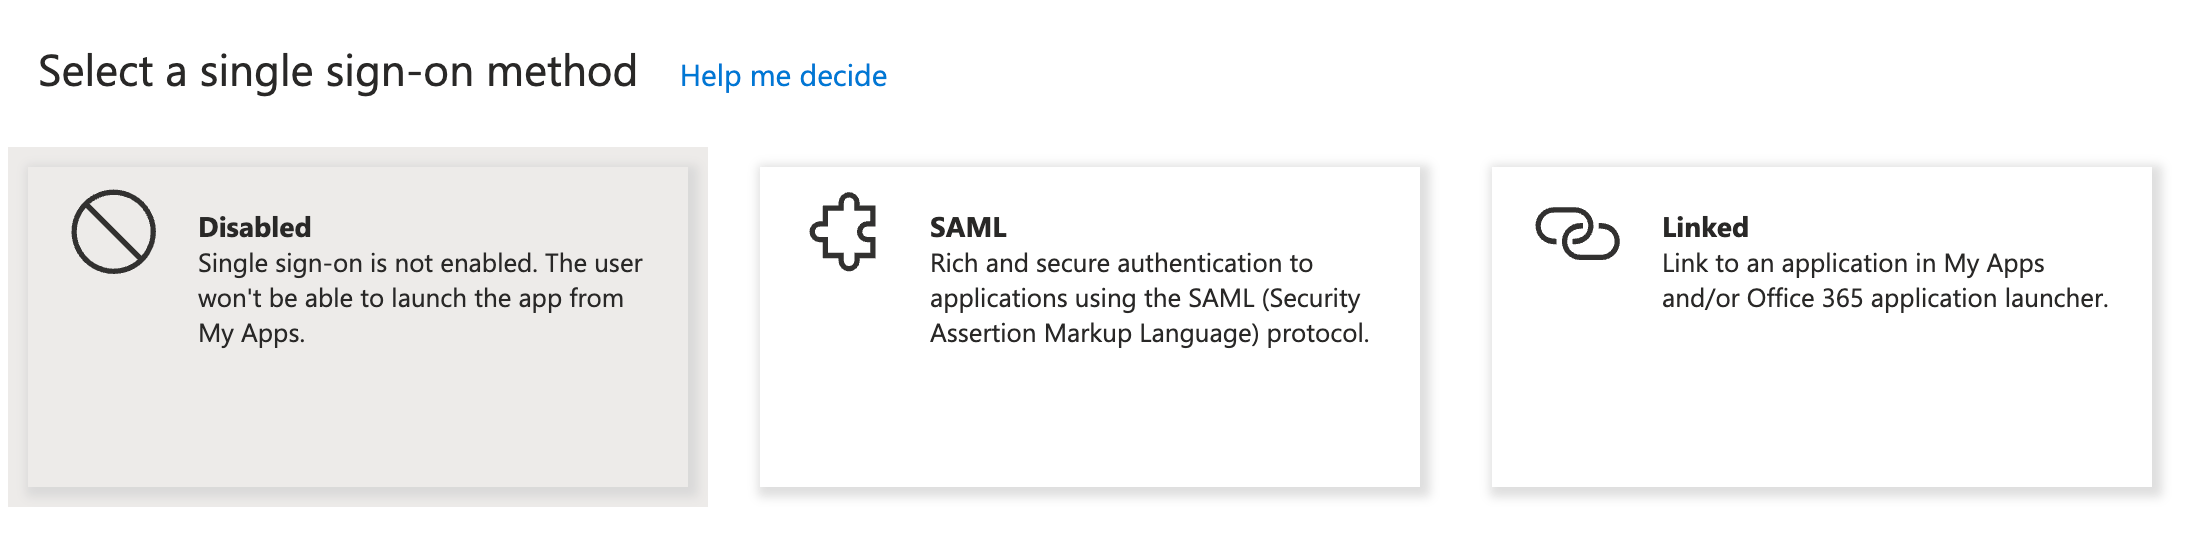 Select a single sign-on method Help me decide
Disabled
Single sign-on is not enabled. The user
won't be able to launch the app from
My Apps.
SAML
Rich and secure authentication to
applications using the SAML (Security
Assertion Markup Language) protocol.
Linked
Link to an application in My Apps
and/or Office 365 application launcher.